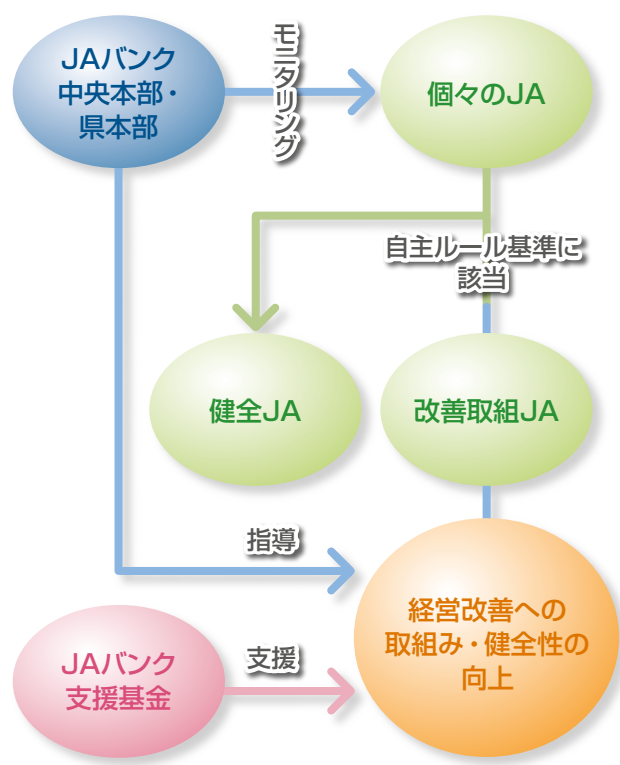 JAバンク
中央本部・
県本部
モニタリング
個々のJA
自主ルール基準に
該当
健全JA
改善取組JA
指導
経営改善への
取組み・健全性の
向上
JAバンク
支援基金
支援